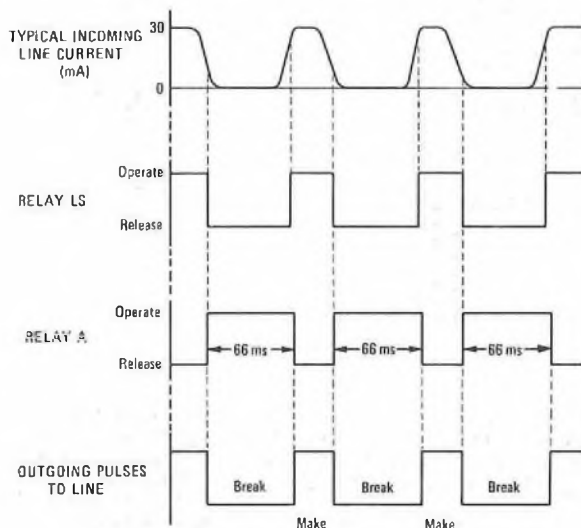 TYPICAL INCOMING
LINE CURRENT
(mA)
30
0
RELAY LS
Operate
Release
RELAY A
Operate
Release
66 ms
66 ms
66 ms
OUTGOING PULSES
TO LINE
Break
Break
Break
Make
Make